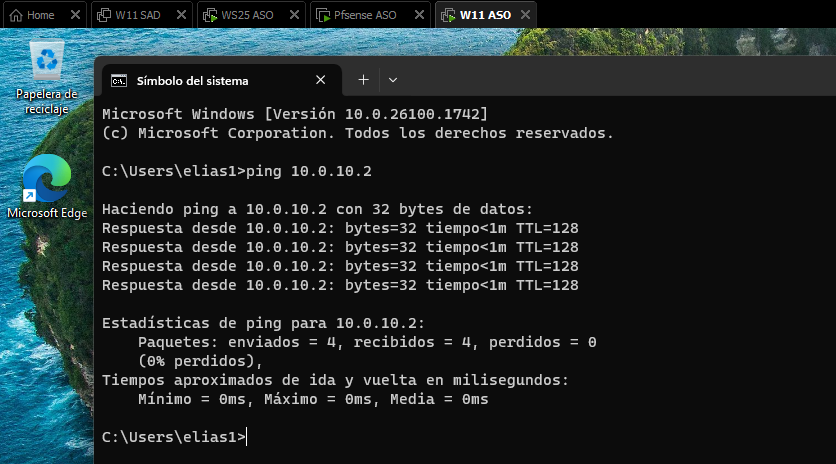 Home
W11 SAD
WS25 ASO
Pfsense ASO
W11 ASO
Papelera de
reciclaje
Microsoft Edge
Símbolo del sistema
Microsoft Windows [Versión 10.0.26100.1742]
(c) Microsoft Corporation. Todos los derechos reservados.
C:\Users\elias1>ping 10.0.10.2
Haciendo ping a 10.0.10.2 con 32 bytes de datos:
Respuesta desde 10.0.10.2: bytes=32 tiempo<1m TTL=128
Respuesta desde 10.0.10.2: bytes=32 tiempo<1m TTL=128
Respuesta desde 10.0.10.2: bytes=32 tiempo<1m TTL=128
Respuesta desde 10.0.10.2: bytes=32 tiempo<1m TTL=128
Estadísticas de ping para 10.0.10.2:
Paquetes: enviados = 4, recibidos = 4, perdidos = 0
(0% perdidos),
Tiempos aproximados de ida y vuelta en milisegundos:
Mínimo = 0ms, Máximo = 0ms, Media = 0ms
C:\Users\elias1>